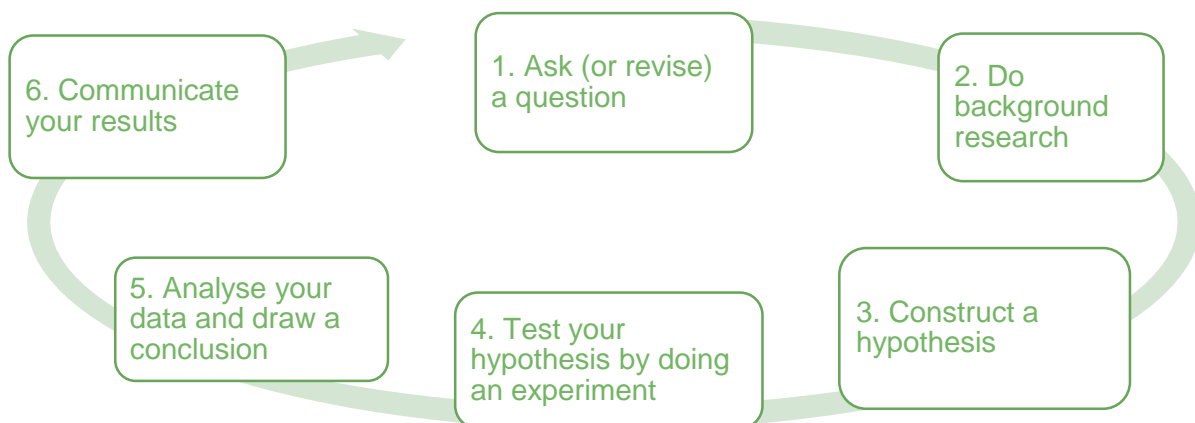 1. Ask (or revise)
a question
2. Do
background
research
3. Construct a
hypothesis
4. Test your
hypothesis by doing
an experiment
5. Analyse your
data and draw a
conclusion
6. Communicate
your results